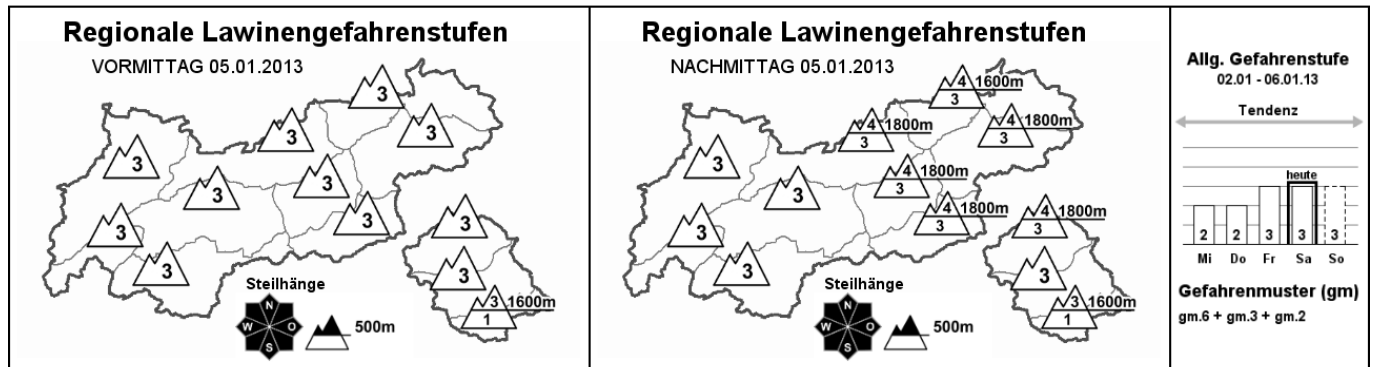 Regionale Lawinengefahrenstufen
VORMITTAG 05.01.2013
3
3
3
3
3
3
3
3
3
3
3
3
3 1600m
1
Steilhänge
N
W O
S
500m
Regionale Lawinengefahrenstufen
NACHMITTAG 05.01.2013
4 1600m
3
4 1800m
3
4 1800m
3
3
4 1800m
3
3
4 1800m
3
4 1800m
3
3
3
3
3 1600m
1
Steilhänge
N
W O
S
500m
Allg. Gefahrenstufe
02.01 - 06.01.13
Tendenz
heute
2 2 3 3 3
Mi Do Fr Sa So
Gefahrenmuster (gm)
gm.6 + gm.3 + gm.2